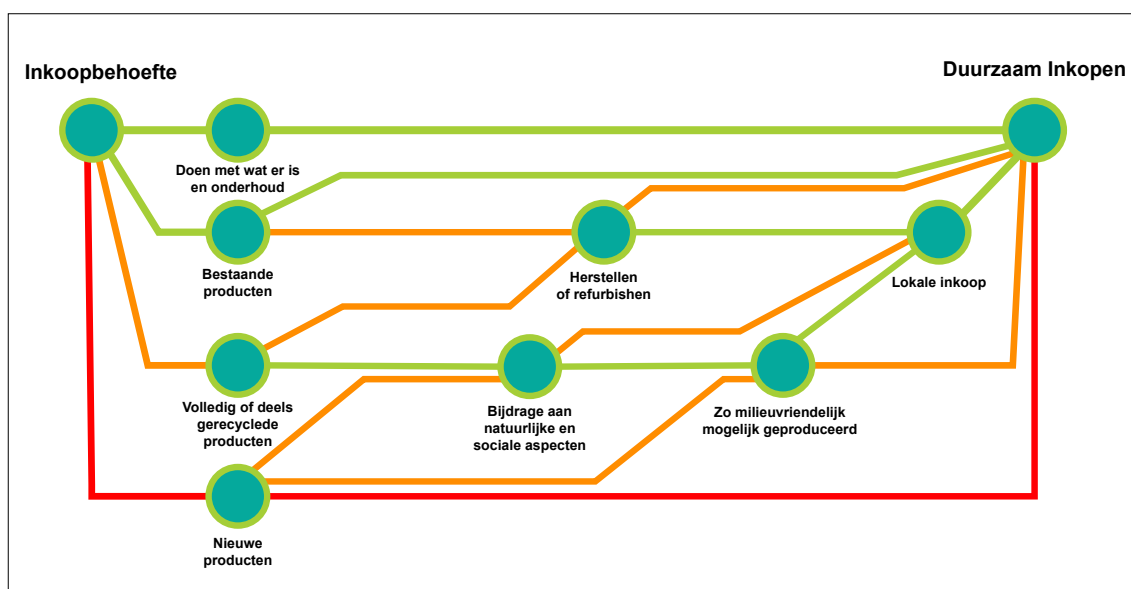 Inkoopbehoefte
Duurzaam Inkopen
Doen met wat er is
en onderhoud
Bestaande
producten
Herstellen
of refurbishen
Lokale inkoop
Volledig of deels
gerecyclede
producten
Bijdrage aan
natuurlijke en
sociale aspecten
Zo milieuvriendelijk
mogelijk geproduceerd
Nieuwe
producten